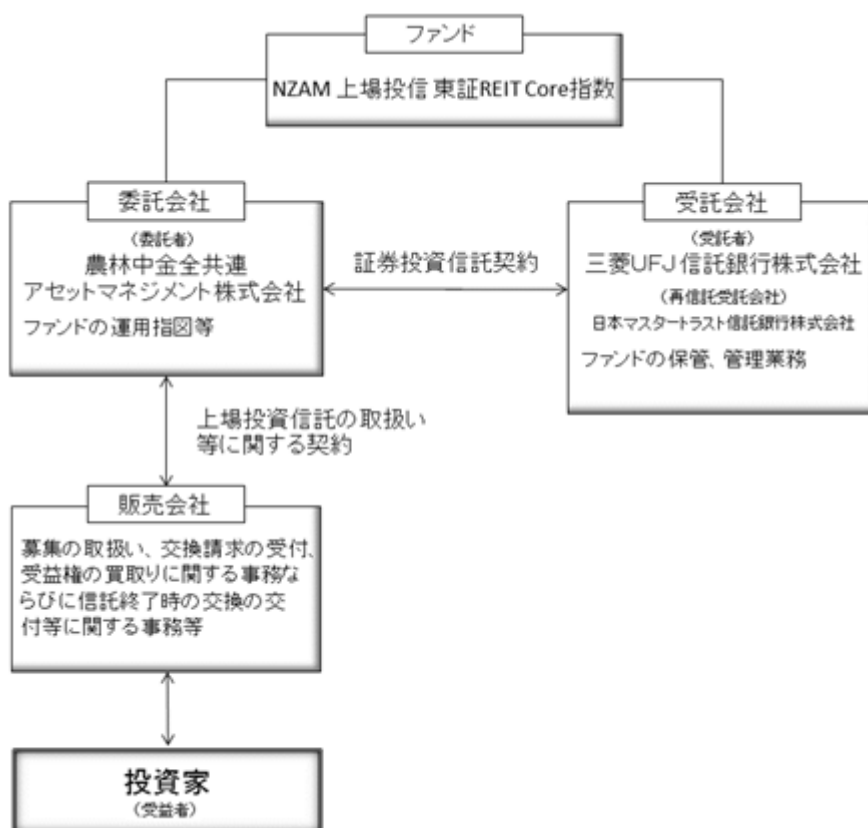 ファンド
NZAM 上場投信 東証REIT Core指数
委託会社
（委託者）
農林中金全共連
アセットマネジメント株式会社
ファンドの運用指図等
証券投資信託契約
受託会社
（受託者）
三菱UFJ信託銀行株式会社
（再信託受託会社）
日本マスタートラスト信託銀行株式会社
ファンドの保管、管理業務
上場投資信託の取扱い
等に関する契約
販売会社
募集の取扱い、交換請求の受付、
受益権の買取りに関する事務な
らびに信託終了時の交換の交
付等に関する事務等
投資家
（受益者）